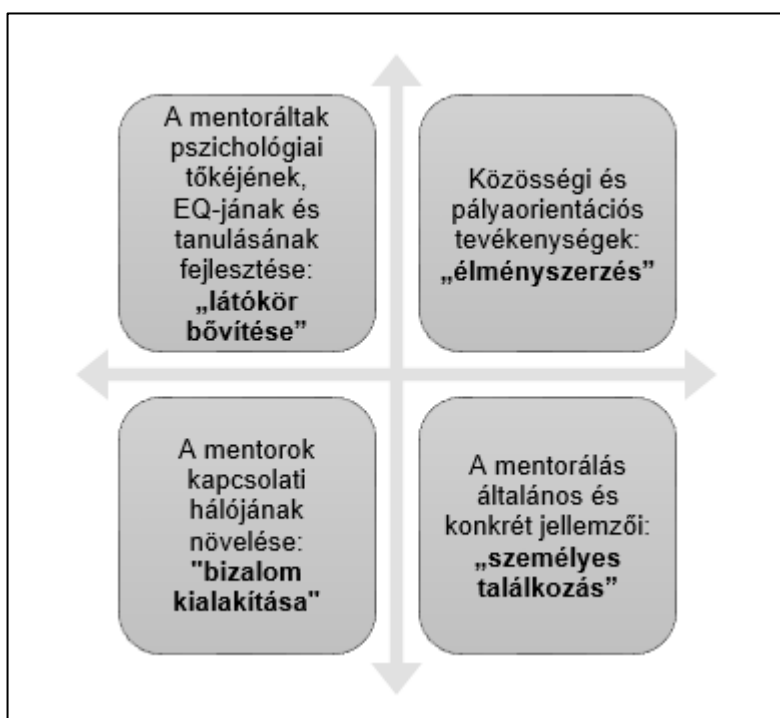 A mentoráltak
pszichológiai
tőkéjének,
EQ-jának és
tanulásának
fejlesztése:
„látókör
bővítése”
Közösségi és
pályaorientációs
tevékenységek:
„élményszerzés”
A mentorok
kapcsolati
hálójának
növelése:
"bizalom
kialakítása"
A mentorálás
általános és
konkrét jellemzői:
„személyes
találkozás”